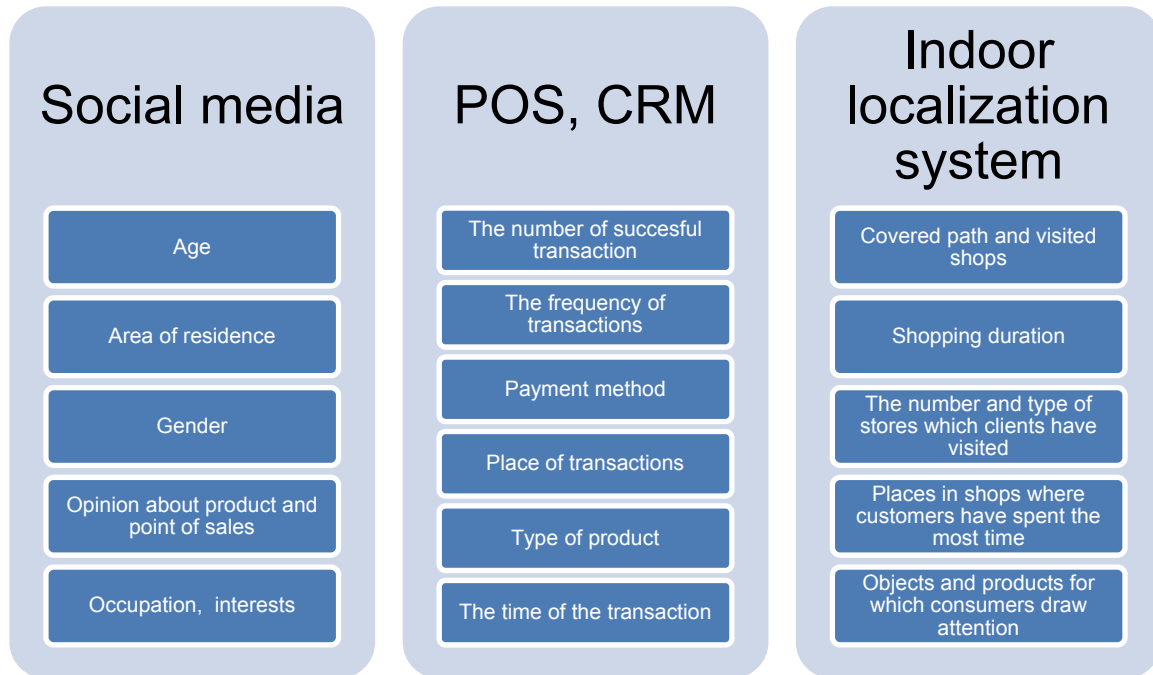 Social media
Age
Area of residence
Gender
Opinion about product and
point of sales
Occupation, interests
POS, CRM
The number of succesful
transaction
The frequency of
transactions
Payment method
Place of transactions
Type of product
The time of the transaction
Indoor
localization
system
Covered path and visited
shops
Shopping duration
The number and type of
stores which clients have
visited
Places in shops where
customers have spent the
most time
Objects and products for
which consumers draw
attention